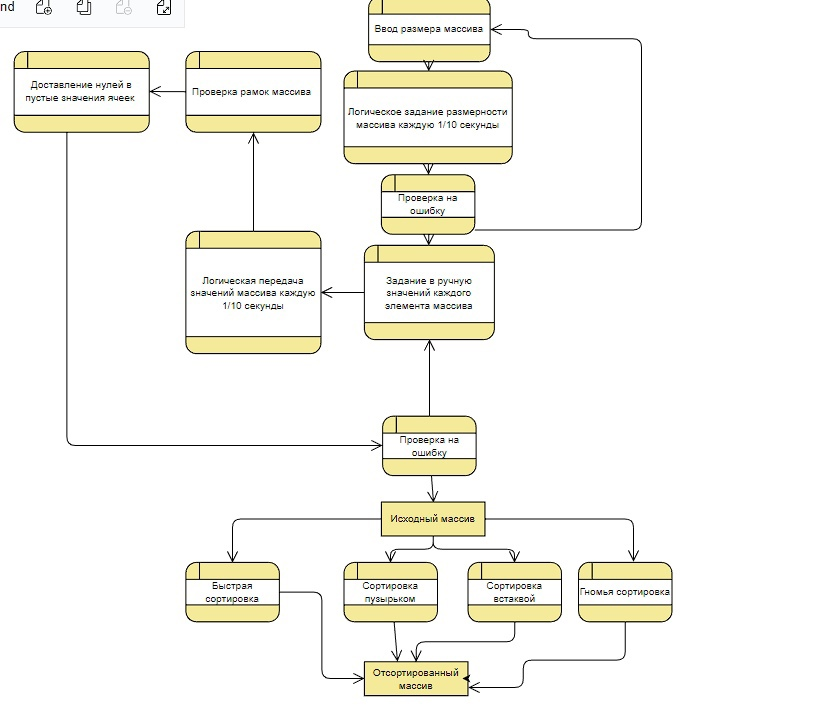 nd
Ввод размера массива
Доставление нулей в
пустые значения ячеек
Проверка рамок массива
Логическое задание размерности
массива каждую 1/10 секунды
Проверка на
ошибку
Логическая передача
значений массива каждую
1/10 секунды
Задание в ручную
значений каждого
элемента массива
Проверка на
ошибку
Исходный массив
Быстрая
сортировка
Сортировка
пузырьком
Сортировка
встаквой
Гномья сортировка
Отсортированный
массив